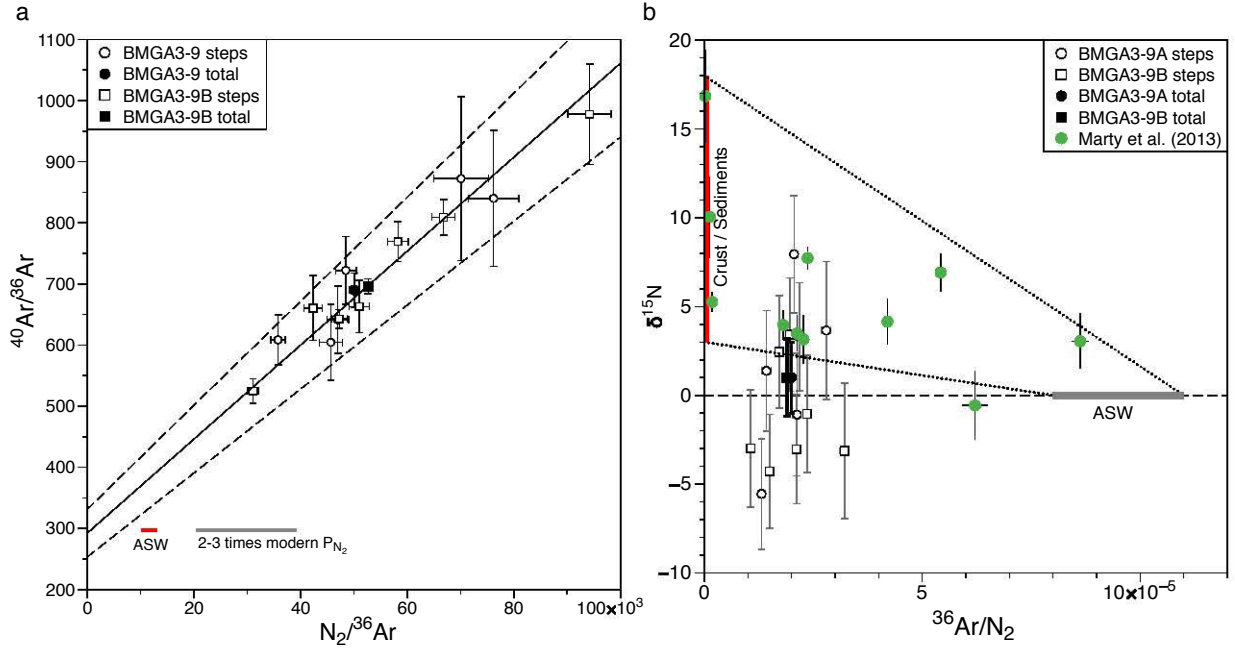 a
1100
1000
900
800
700
600
500
400
300
200
⁴⁰Ar/³⁶Ar
BMGA3-9 steps
BMGA3-9 total
BMGA3-9B steps
BMGA3-9B total
ASW
2-3 times modern P_N₂
0
20
40
60
80
100×10³
N₂/³⁶Ar
b
20
15
10
5
0
−5
−10
δ¹⁵N
BMGA3-9A steps
BMGA3-9B steps
BMGA3-9A total
BMGA3-9B total
Marty et al. (2013)
Crust / Sediments
ASW
0
5
10×10⁻⁵
³⁶Ar/N₂